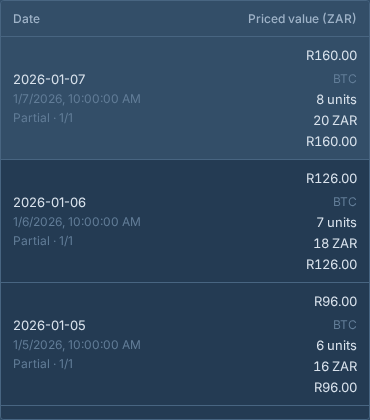 Date Priced value (ZAR)
R160.00
2026-01-07 BTC
1/7/2026, 10:00:00 AM 8 units
Partial · 1/1 20 ZAR
R160.00
R126.00
2026-01-06 BTC
1/6/2026, 10:00:00 AM 7 units
Partial · 1/1 18 ZAR
R126.00
R96.00
2026-01-05 BTC
1/5/2026, 10:00:00 AM 6 units
Partial · 1/1 16 ZAR
R96.00